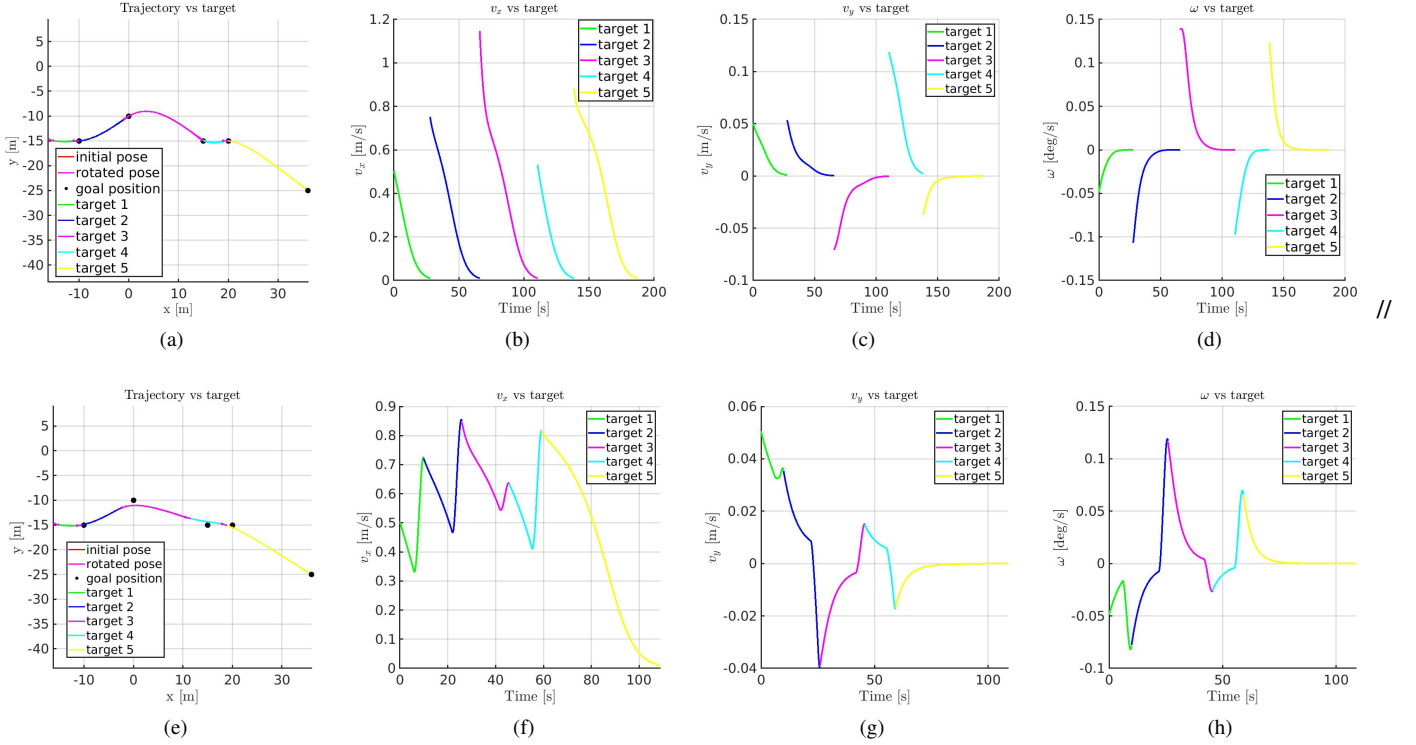 Trajectory vs target
5
0
-5
-10
-15
-20
-25
-30
-35
-40
y [m]
initial pose
rotated pose
goal position
target 1
target 2
target 3
target 4
target 5
-10 0 10 20 30
x [m]
(a)
v_x vs target
1.2
1
0.8
0.6
0.4
0.2
0
v_x [m/s]
target 1
target 2
target 3
target 4
target 5
0 50 100 150 200
Time [s]
(b)
v_y vs target
0.15
0.1
0.05
0
-0.05
-0.1
v_y [m/s]
target 1
target 2
target 3
target 4
target 5
0 50 100 150 200
Time [s]
(c)
ω vs target
0.15
0.1
0.05
0
-0.05
-0.1
-0.15
ω [deg/s]
target 1
target 2
target 3
target 4
target 5
0 50 100 150 200
Time [s]
(d)
//
Trajectory vs target
5
0
-5
-10
-15
-20
-25
-30
-35
-40
y [m]
initial pose
rotated pose
goal position
target 1
target 2
target 3
target 4
target 5
-10 0 10 20 30
x [m]
(e)
v_x vs target
0.9
0.8
0.7
0.6
0.5
0.4
0.3
0.2
0.1
0
v_x [m/s]
target 1
target 2
target 3
target 4
target 5
0 20 40 60 80 100
Time [s]
(f)
v_y vs target
0.06
0.04
0.02
0
-0.02
-0.04
v_y [m/s]
target 1
target 2
target 3
target 4
target 5
0 50 100
Time [s]
(g)
ω vs target
0.15
0.1
0.05
0
-0.05
-0.1
ω [deg/s]
target 1
target 2
target 3
target 4
target 5
0 50 100
Time [s]
(h)